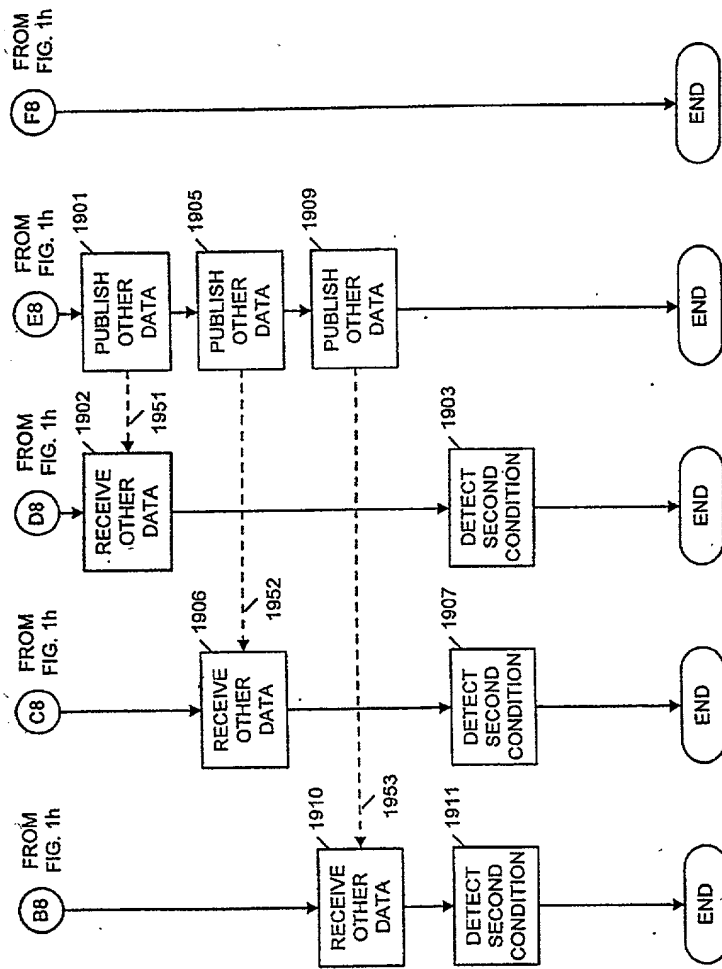 FROM
FIG. 1h
B8
1910
RECEIVE
OTHER
DATA
1953
1911
DETECT
SECOND
CONDITION
END
FROM
FIG. 1h
C8
1906
RECEIVE
OTHER
DATA
1952
1907
DETECT
SECOND
CONDITION
END
FROM
FIG. 1h
D8
1902
RECEIVE
OTHER
DATA
1951
1903
DETECT
SECOND
CONDITION
END
FROM
FIG. 1h
E8
1901
PUBLISH
OTHER
DATA
1905
PUBLISH
OTHER
DATA
1909
PUBLISH
OTHER
DATA
END
FROM
FIG. 1h
F8
END